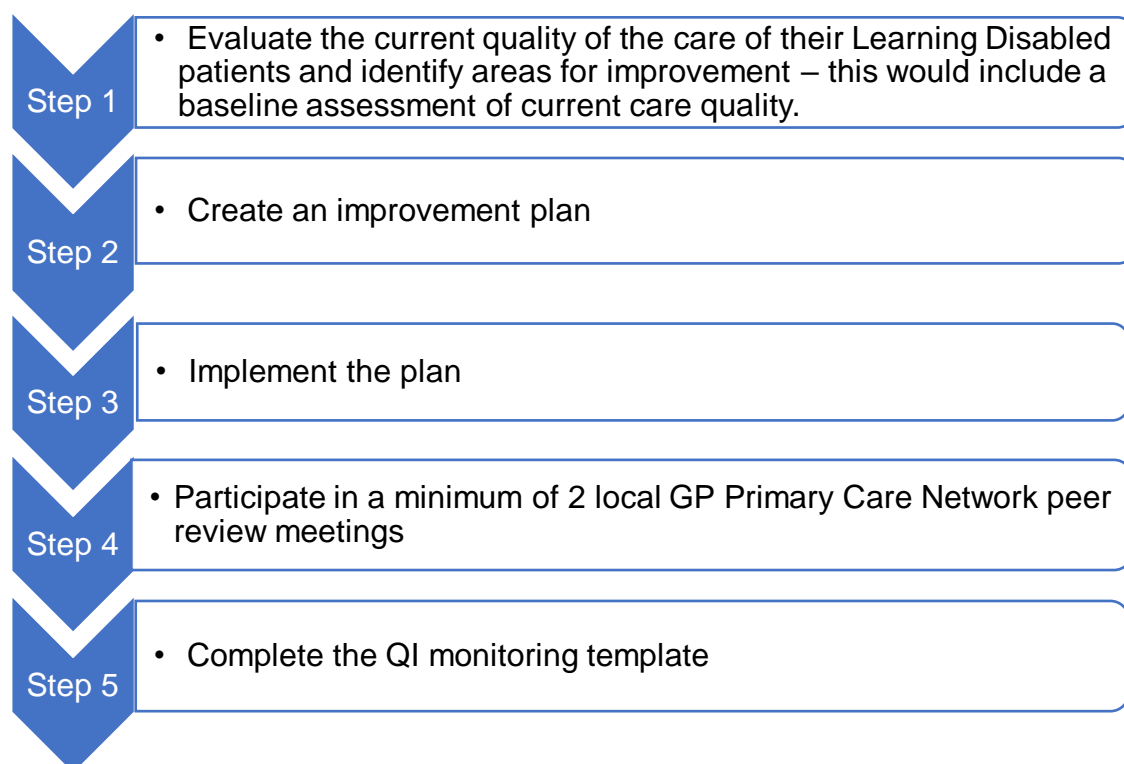 Step 1
• Evaluate the current quality of the care of their Learning Disabled
patients and identify areas for improvement – this would include a
baseline assessment of current care quality.
Step 2
• Create an improvement plan
Step 3
• Implement the plan
Step 4
• Participate in a minimum of 2 local GP Primary Care Network peer
review meetings
Step 5
• Complete the QI monitoring template